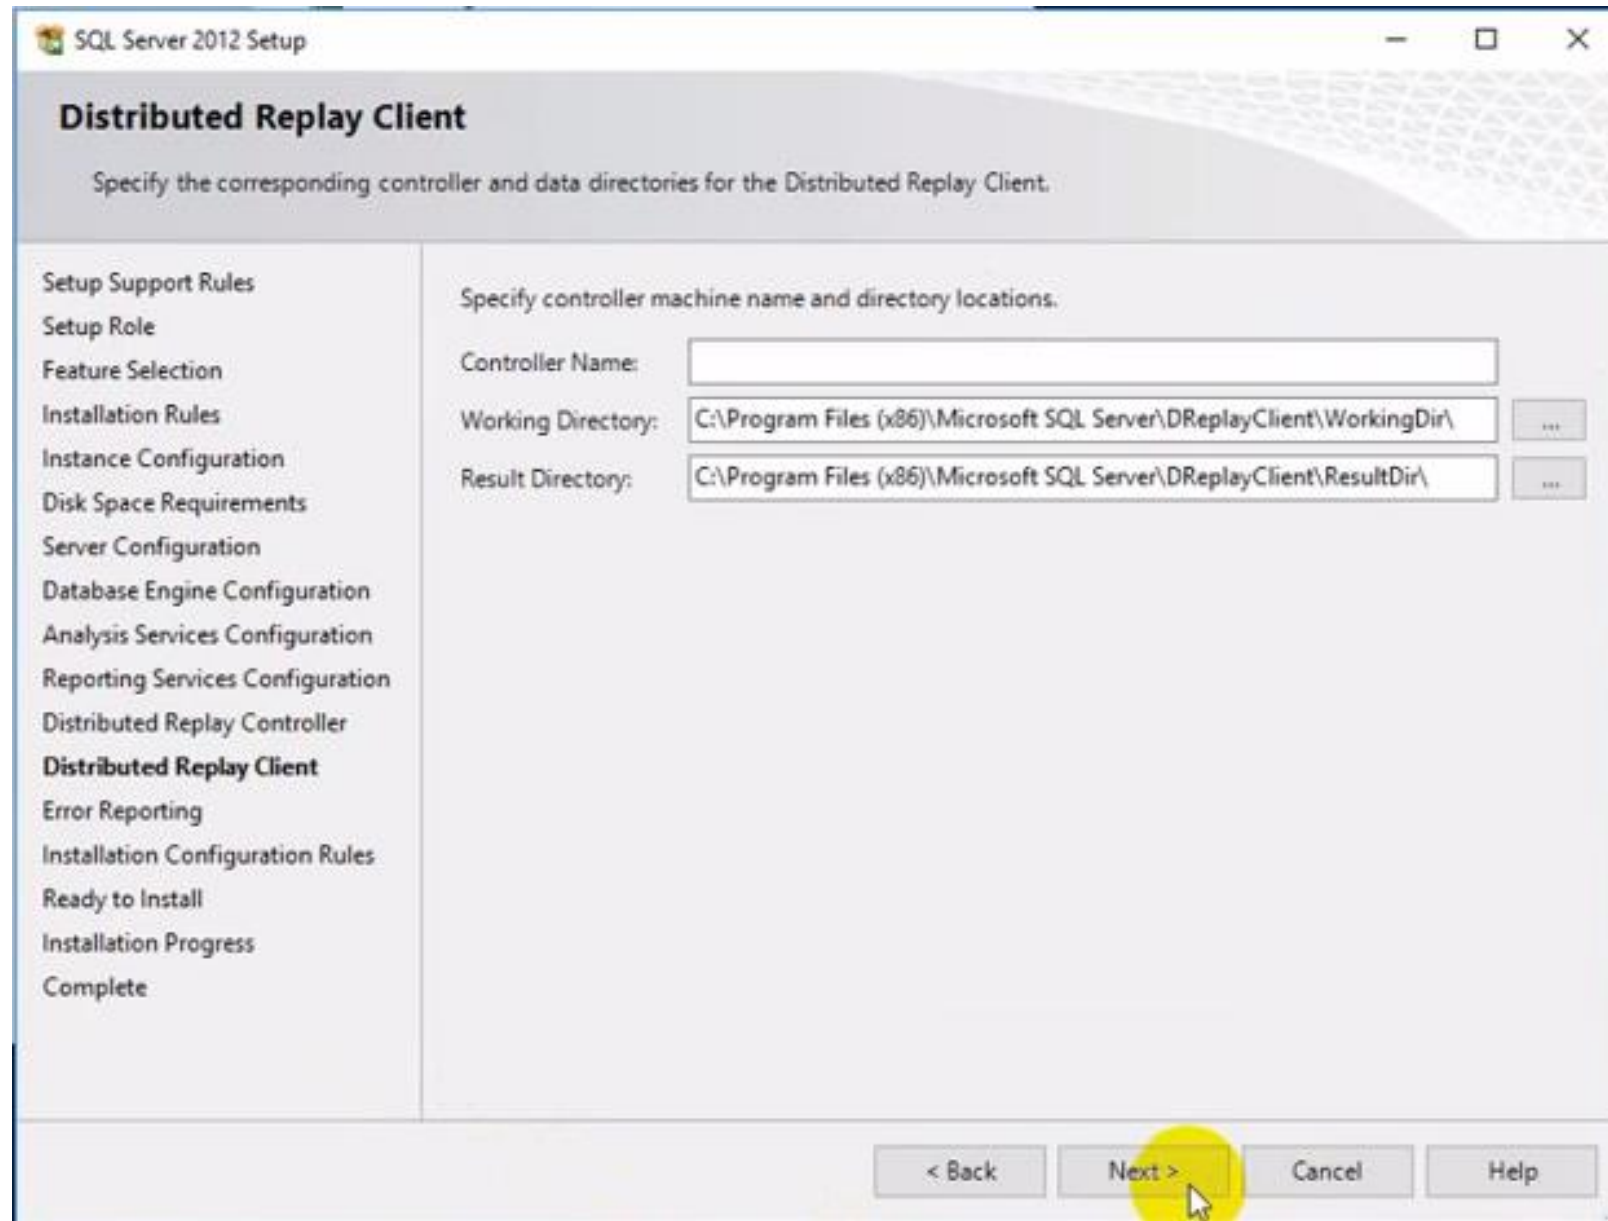 SQL Server 2012 Setup
Distributed Replay Client
Specify the corresponding controller and data directories for the Distributed Replay Client.
Setup Support Rules
Setup Role
Feature Selection
Installation Rules
Instance Configuration
Disk Space Requirements
Server Configuration
Database Engine Configuration
Analysis Services Configuration
Reporting Services Configuration
Distributed Replay Controller
Distributed Replay Client
Error Reporting
Installation Configuration Rules
Ready to Install
Installation Progress
Complete
Specify controller machine name and directory locations.
Controller Name:
Working Directory: C:\Program Files (x86)\Microsoft SQL Server\DReplayClient\WorkingDir\ ...
Result Directory: C:\Program Files (x86)\Microsoft SQL Server\DReplayClient\ResultDir\ ...
< Back Next > Cancel Help